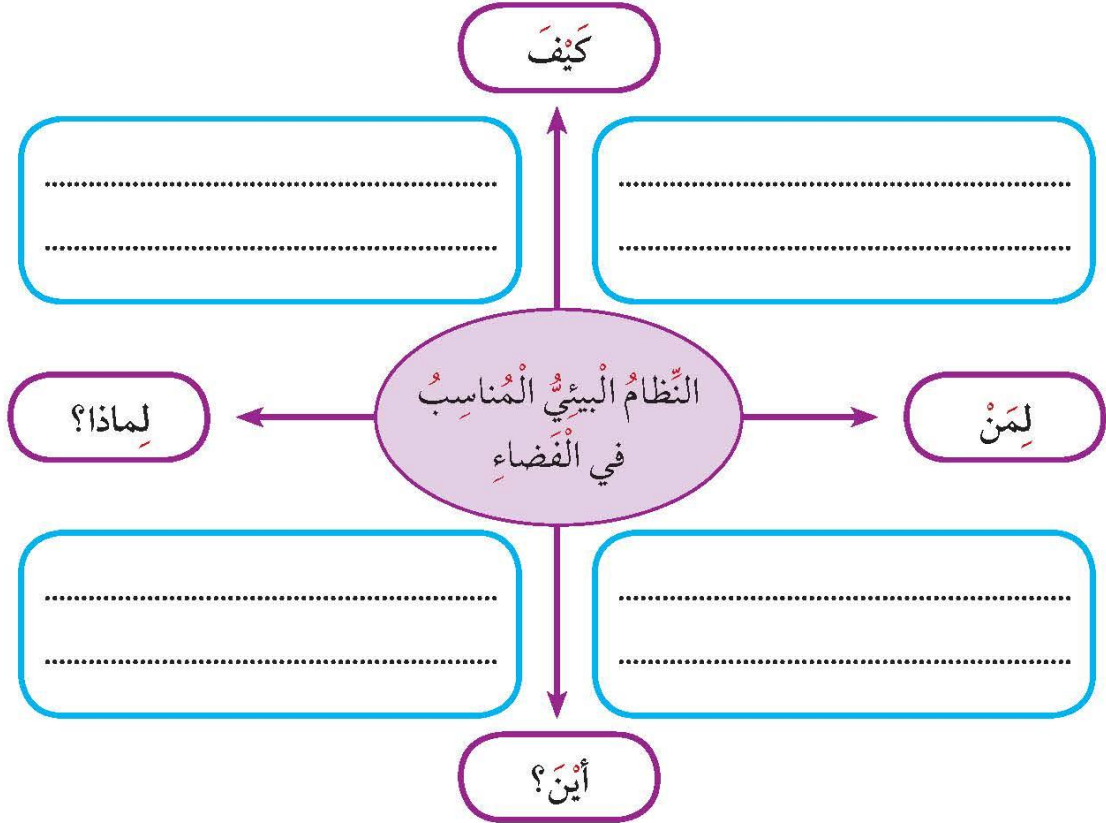 كَيْفَ
النِّظامُ الْبيئِيُّ الْمُناسِبُ
في الْفَضاءِ
لِمَنْ
لِماذا؟
أيْنَ؟